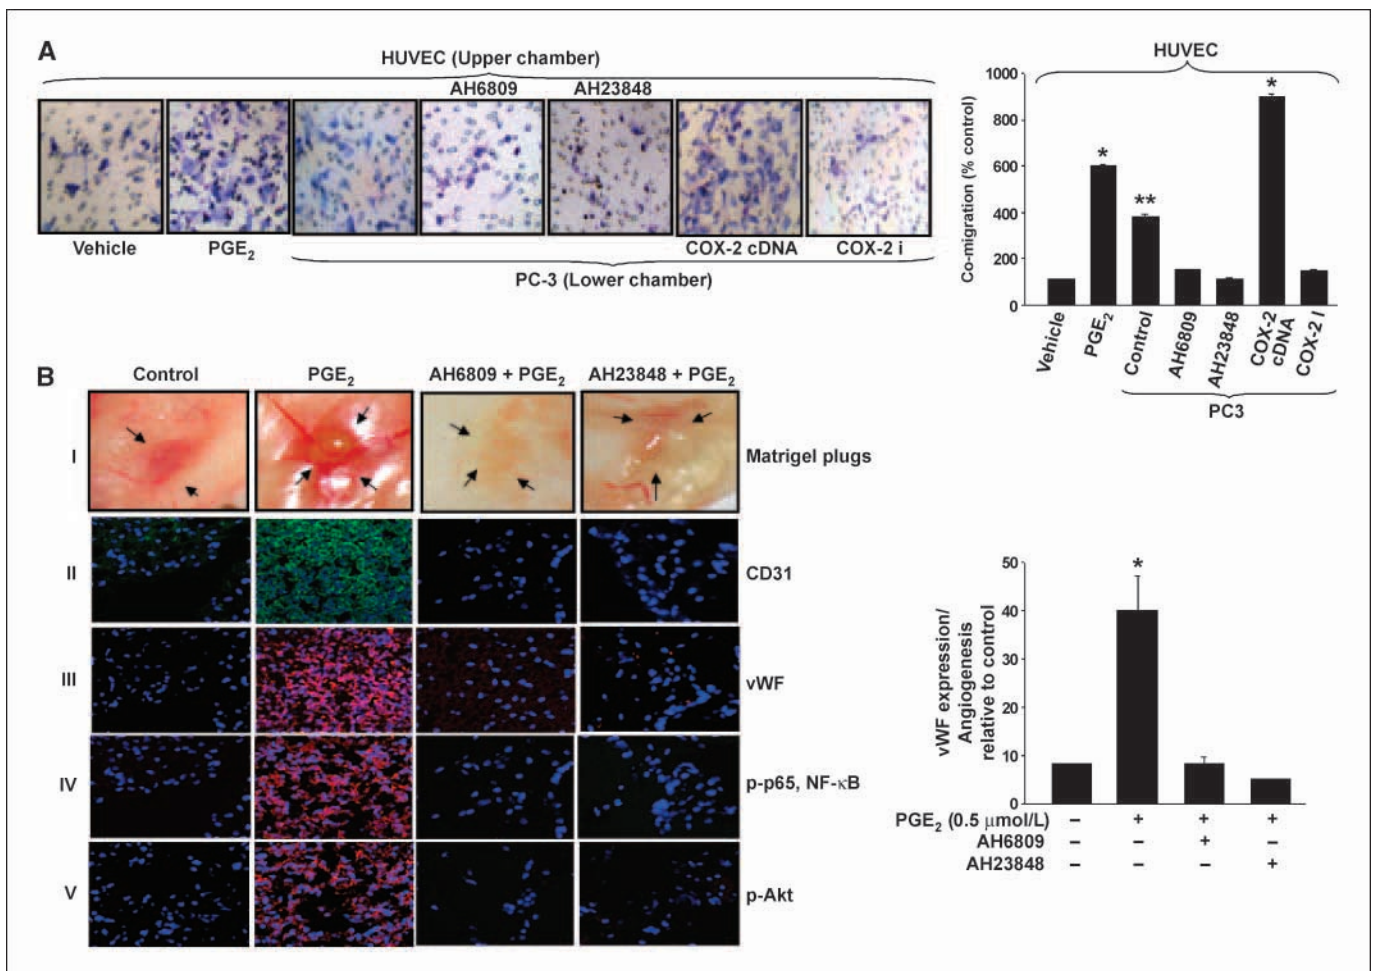 A
HUVEC (Upper chamber)
AH6809 AH23848
Vehicle PGE2 COX-2 cDNA COX-2 i
PC-3 (Lower chamber)
HUVEC
Co-migration (% control)
1000
800
600
400
200
0
*
**
*
Vehicle
PGE2
Control
AH6809
AH23848
COX-2
cDNA
COX-2 I
PC3
B
Control PGE2 AH6809 + PGE2 AH23848 + PGE2
I Matrigel plugs
II CD31
III vWF
IV p-p65, NF-κB
V p-Akt
vWF expression/
Angiogenesis
relative to control
50
40
30
20
10
0
*
PGE2 (0.5 μmol/L) – + + +
AH6809 – – + –
AH23848 – – – +